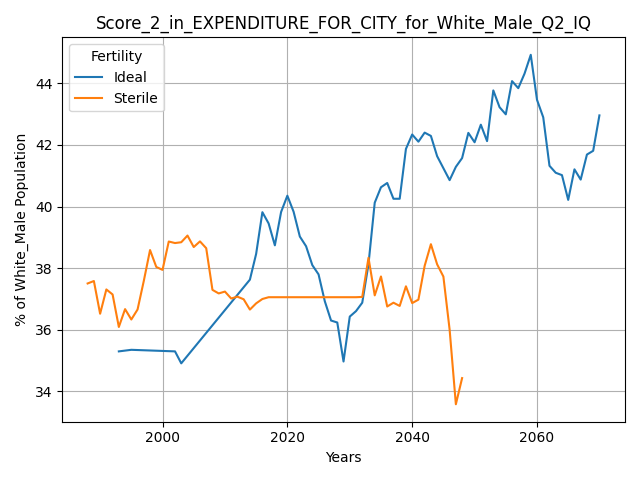 Score_2_in_EXPENDITURE_FOR_CITY_for_White_Male_Q2_IQ
Fertility
Ideal
Sterile
% of White_Male Population
44
42
40
38
36
34
2000
2020
2040
2060
Years